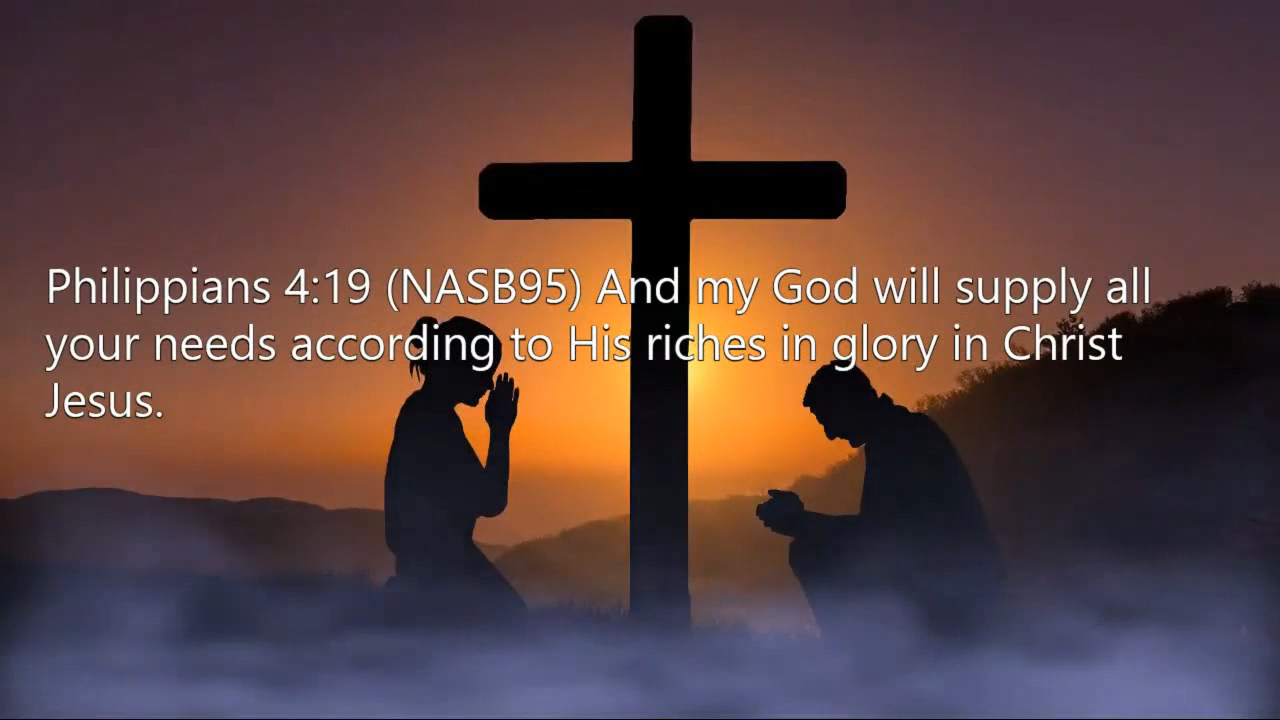 Philippians 4:19 (NASB95) And my God will supply all
your needs according to His riches in glory in Christ
Jesus.